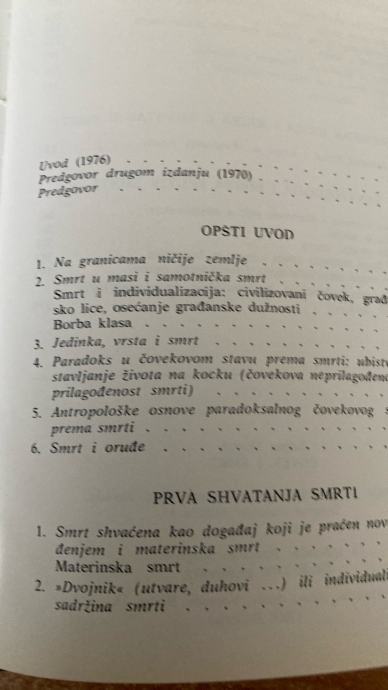 Uvod (1976) . . . . . . . . . .
Predgovor drugom izdanju (1970) . . . . .
Predgovor . . . . . . . . . .
OPŠTI UVOD
1. Na granicama ničije zemlje . . . . . .
2. Smrt u masi i samotnička smrt . . . . .
Smrt i individualizacija: civilizovani čovek, građ
sko lice, osećanje građanske dužnosti . . . .
Borba klasa . . . . . . . . . .
3. Jedinka, vrsta i smrt . . . . . . . .
4. Paradoks u čovekovom stavu prema smrti: ubistv
stavljanje života na kocku (čovekova neprilagođeno
prilagođenost smrti) . . . . . . . .
5. Antropološke osnove paradoksalnog čovekovog s
prema smrti . . . . . . . . . .
6. Smrt i oruđe . . . . . . . . . .
PRVA SHVATANJA SMRTI
1. Smrt shvaćena kao događaj koji je praćen nov
đenjem i materinska smrt . . . . . .
Materinska smrt . . . . . . . .
2. »Dvojnik« (utvare, duhovi ...) ili individuali
sadržina smrti . . . . . . . .